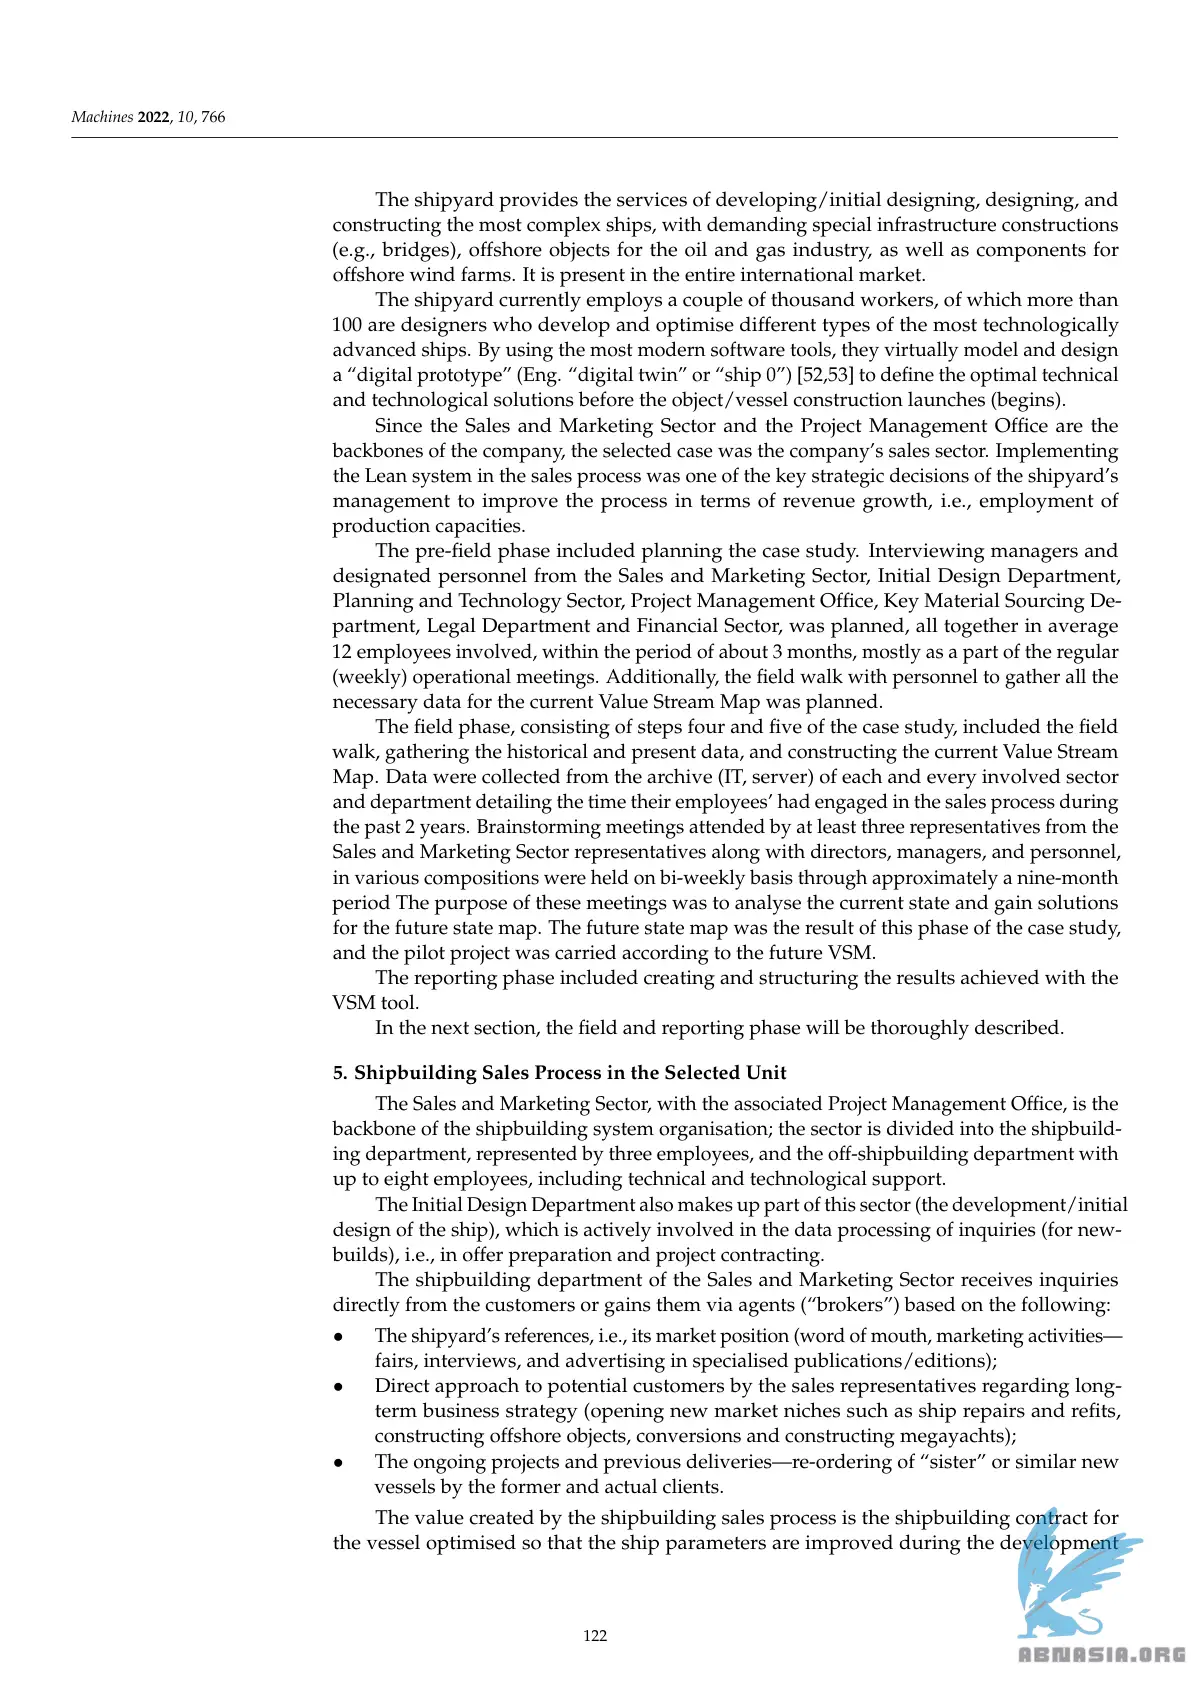 Machines 2022, 10, 766
The shipyard provides the services of developing/initial designing, designing, and
constructing the most complex ships, with demanding special infrastructure constructions
(e.g., bridges), offshore objects for the oil and gas industry, as well as components for
offshore wind farms. It is present in the entire international market.
The shipyard currently employs a couple of thousand workers, of which more than
100 are designers who develop and optimise different types of the most technologically
advanced ships. By using the most modern software tools, they virtually model and design
a “digital prototype” (Eng. “digital twin” or “ship 0”) [52,53] to define the optimal technical
and technological solutions before the object/vessel construction launches (begins).
Since the Sales and Marketing Sector and the Project Management Office are the
backbones of the company, the selected case was the company’s sales sector. Implementing
the Lean system in the sales process was one of the key strategic decisions of the shipyard’s
management to improve the process in terms of revenue growth, i.e., employment of
production capacities.
The pre-field phase included planning the case study. Interviewing managers and
designated personnel from the Sales and Marketing Sector, Initial Design Department,
Planning and Technology Sector, Project Management Office, Key Material Sourcing De-
partment, Legal Department and Financial Sector, was planned, all together in average
12 employees involved, within the period of about 3 months, mostly as a part of the regular
(weekly) operational meetings. Additionally, the field walk with personnel to gather all the
necessary data for the current Value Stream Map was planned.
The field phase, consisting of steps four and five of the case study, included the field
walk, gathering the historical and present data, and constructing the current Value Stream
Map. Data were collected from the archive (IT, server) of each and every involved sector
and department detailing the time their employees’ had engaged in the sales process during
the past 2 years. Brainstorming meetings attended by at least three representatives from the
Sales and Marketing Sector representatives along with directors, managers, and personnel,
in various compositions were held on bi-weekly basis through approximately a nine-month
period The purpose of these meetings was to analyse the current state and gain solutions
for the future state map. The future state map was the result of this phase of the case study,
and the pilot project was carried according to the future VSM.
The reporting phase included creating and structuring the results achieved with the
VSM tool.
In the next section, the field and reporting phase will be thoroughly described.
5. Shipbuilding Sales Process in the Selected Unit
The Sales and Marketing Sector, with the associated Project Management Office, is the
backbone of the shipbuilding system organisation; the sector is divided into the shipbuild-
ing department, represented by three employees, and the off-shipbuilding department with
up to eight employees, including technical and technological support.
The Initial Design Department also makes up part of this sector (the development/initial
design of the ship), which is actively involved in the data processing of inquiries (for new-
builds), i.e., in offer preparation and project contracting.
The shipbuilding department of the Sales and Marketing Sector receives inquiries
directly from the customers or gains them via agents (“brokers”) based on the following:
● The shipyard’s references, i.e., its market position (word of mouth, marketing activities—
fairs, interviews, and advertising in specialised publications/editions);
● Direct approach to potential customers by the sales representatives regarding long-
term business strategy (opening new market niches such as ship repairs and refits,
constructing offshore objects, conversions and constructing megayachts);
● The ongoing projects and previous deliveries—re-ordering of “sister” or similar new
vessels by the former and actual clients.
The value created by the shipbuilding sales process is the shipbuilding contract for
the vessel optimised so that the ship parameters are improved during the development
122
ABNASIA.ORG